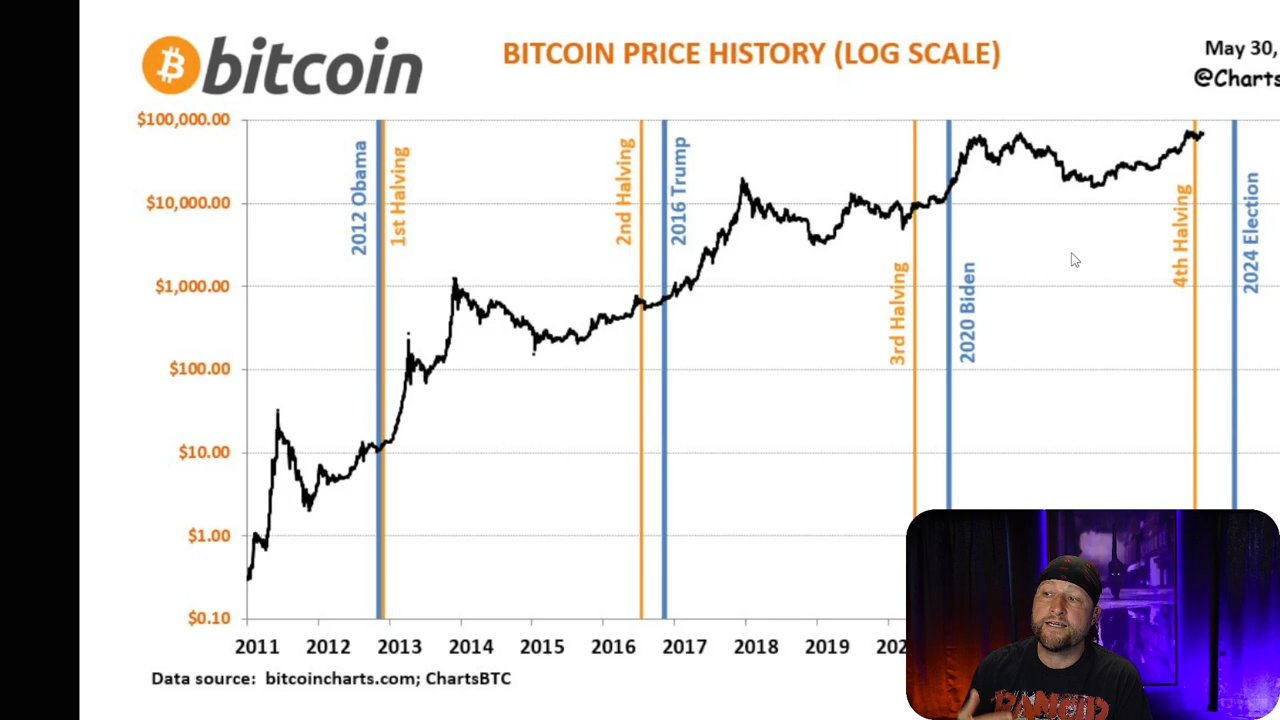 bitcoin
BITCOIN PRICE HISTORY (LOG SCALE)
May 30,
@Charts
$100,000.00
$10,000.00
$1,000.00
$100.00
$10.00
$1.00
$0.10
2012 Obama
1st Halving
2nd Halving
2016 Trump
3rd Halving
2020 Biden
4th Halving
2024 Election
2011 2012 2013 2014 2015 2016 2017 2018 2019
Data source: bitcoincharts.com; ChartsBTC
RANCID